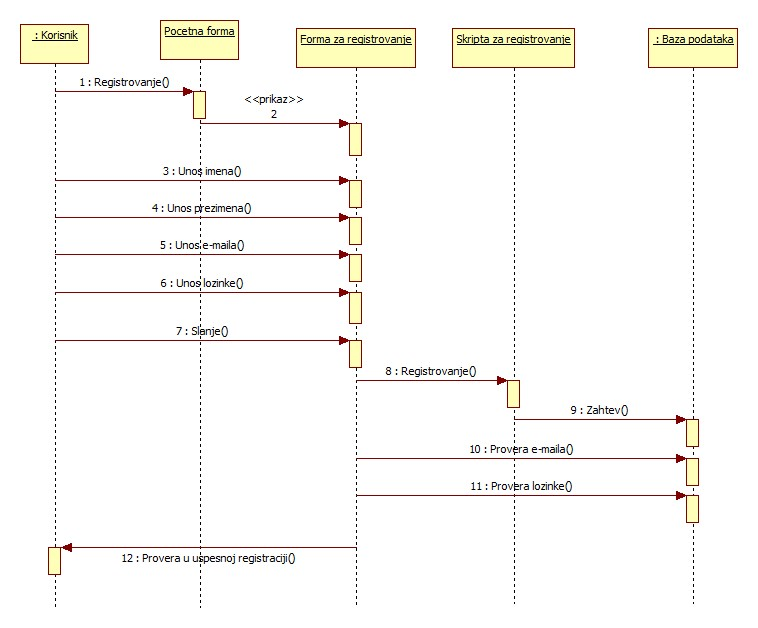 : Korisnik
Pocetna forma
Forma za registrovanje
Skripta za registrovanje
: Baza podataka
1 : Registrovanje()
<<prikaz>>
2
3 : Unos imena()
4 : Unos prezimena()
5 : Unos e-maila()
6 : Unos lozinke()
7 : Slanje()
8 : Registrovanje()
9 : Zahtev()
10 : Provera e-maila()
11 : Provera lozinke()
12 : Provera u uspesnoj registraciji()